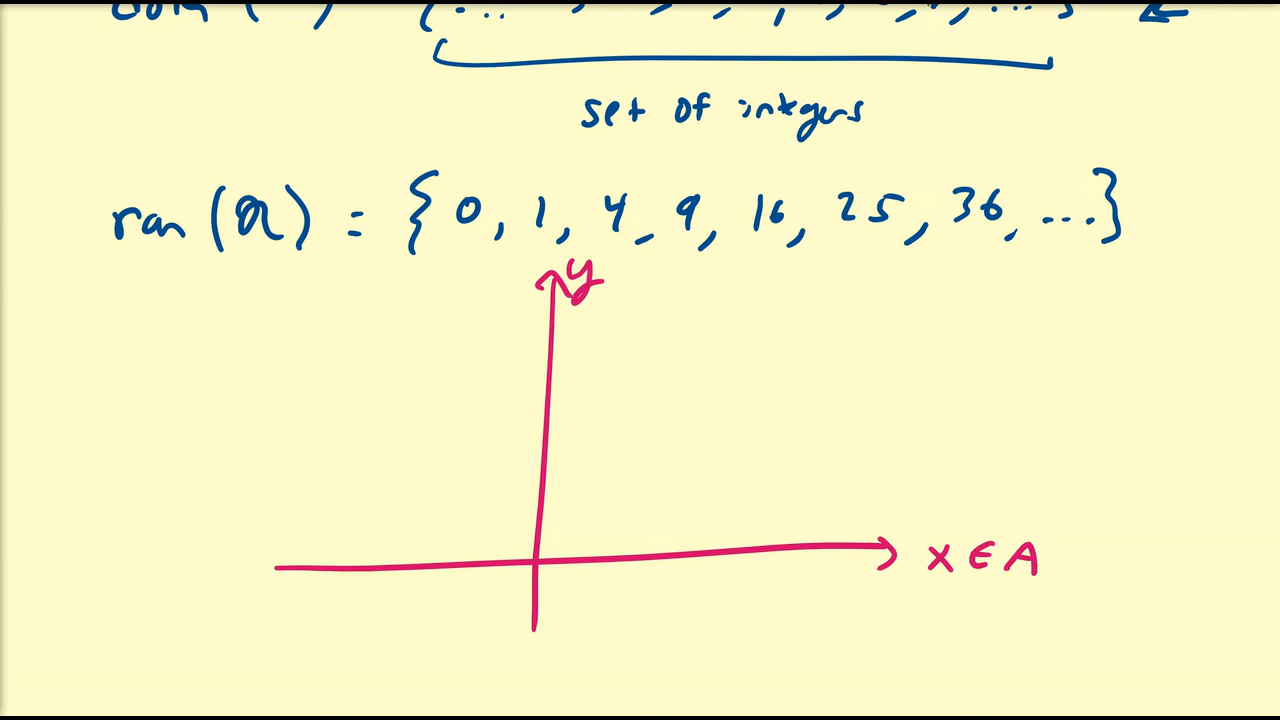 set of integers
ran (R) = { 0, 1, 4, 9, 16, 25, 36, ... }
y
x ∈ A